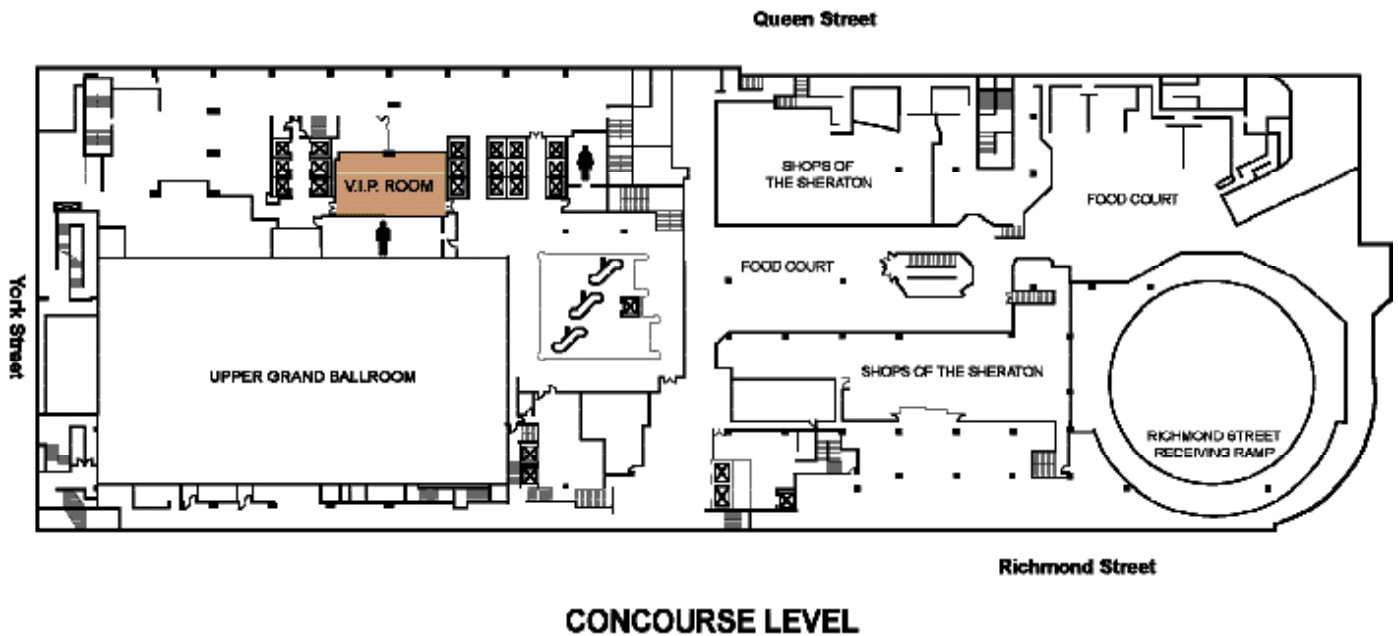 Queen Street
SHOPS OF
THE SHERATON
V.I.P. ROOM
FOOD COURT
FOOD COURT
York Street
UPPER GRAND BALLROOM
SHOPS OF THE SHERATON
RICHMOND STREET
RECEIVING RAMP
Richmond Street
CONCOURSE LEVEL